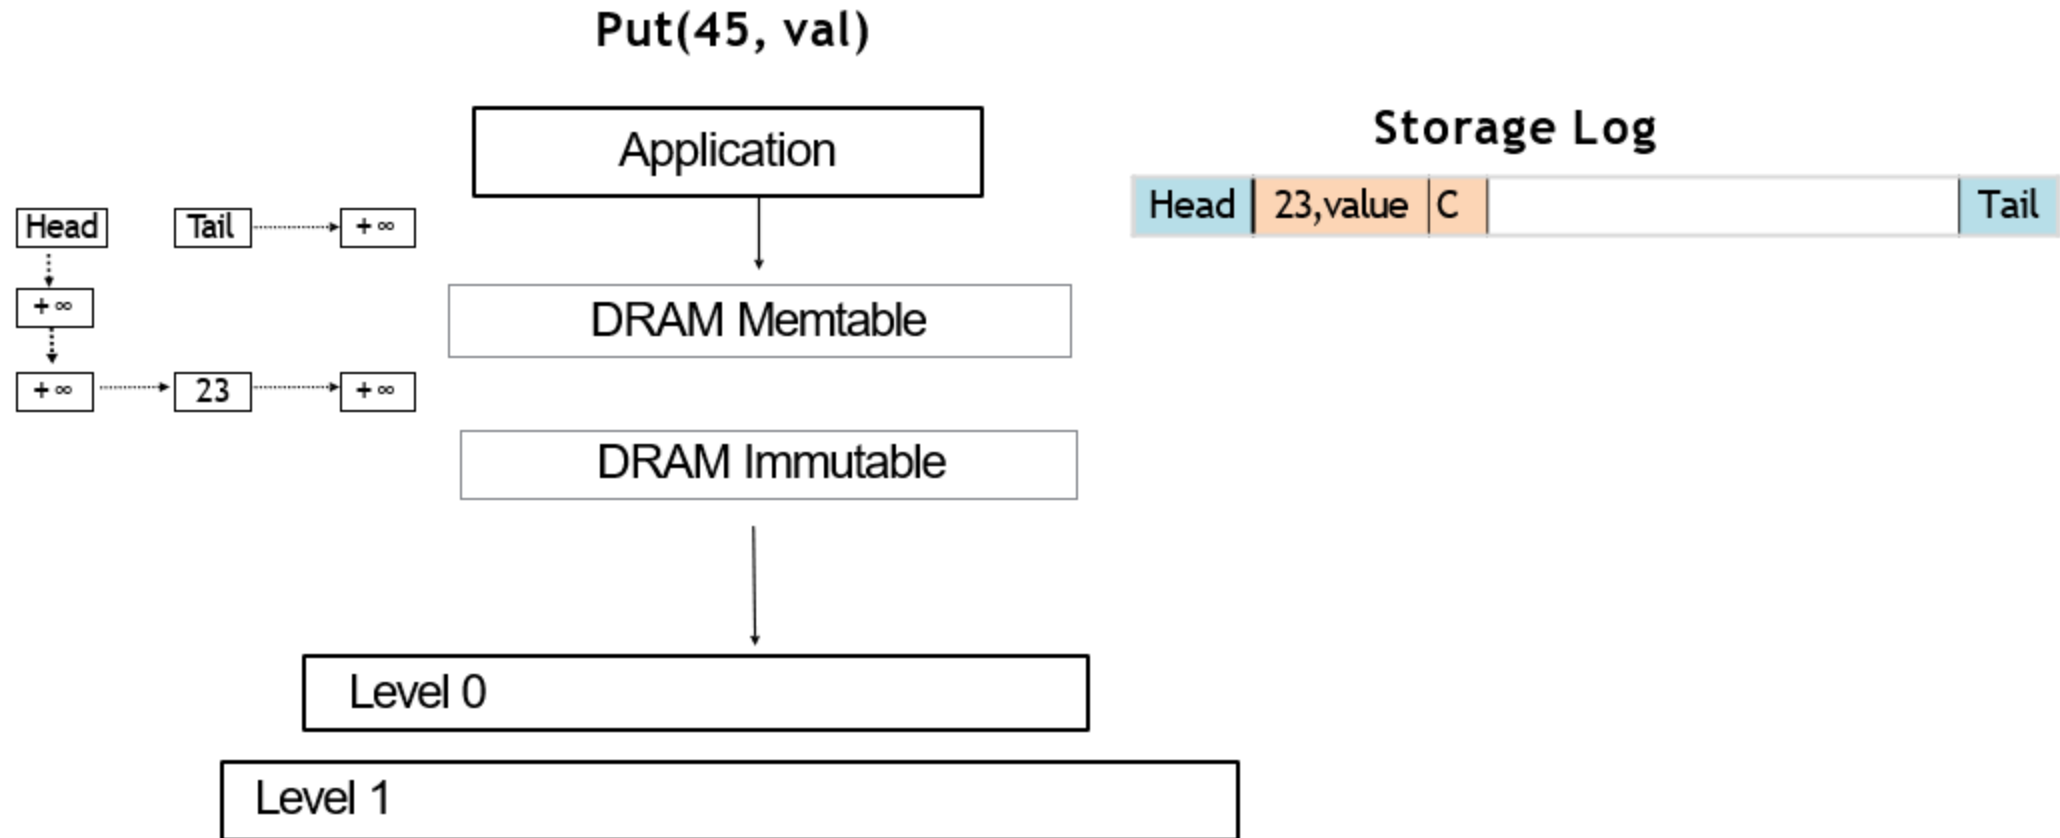 Put(45, val)
Application
Storage Log
Head 23,value C Tail
Head Tail +∞
+∞
+∞ 23 +∞
DRAM Memtable
DRAM Immutable
Level 0
Level 1